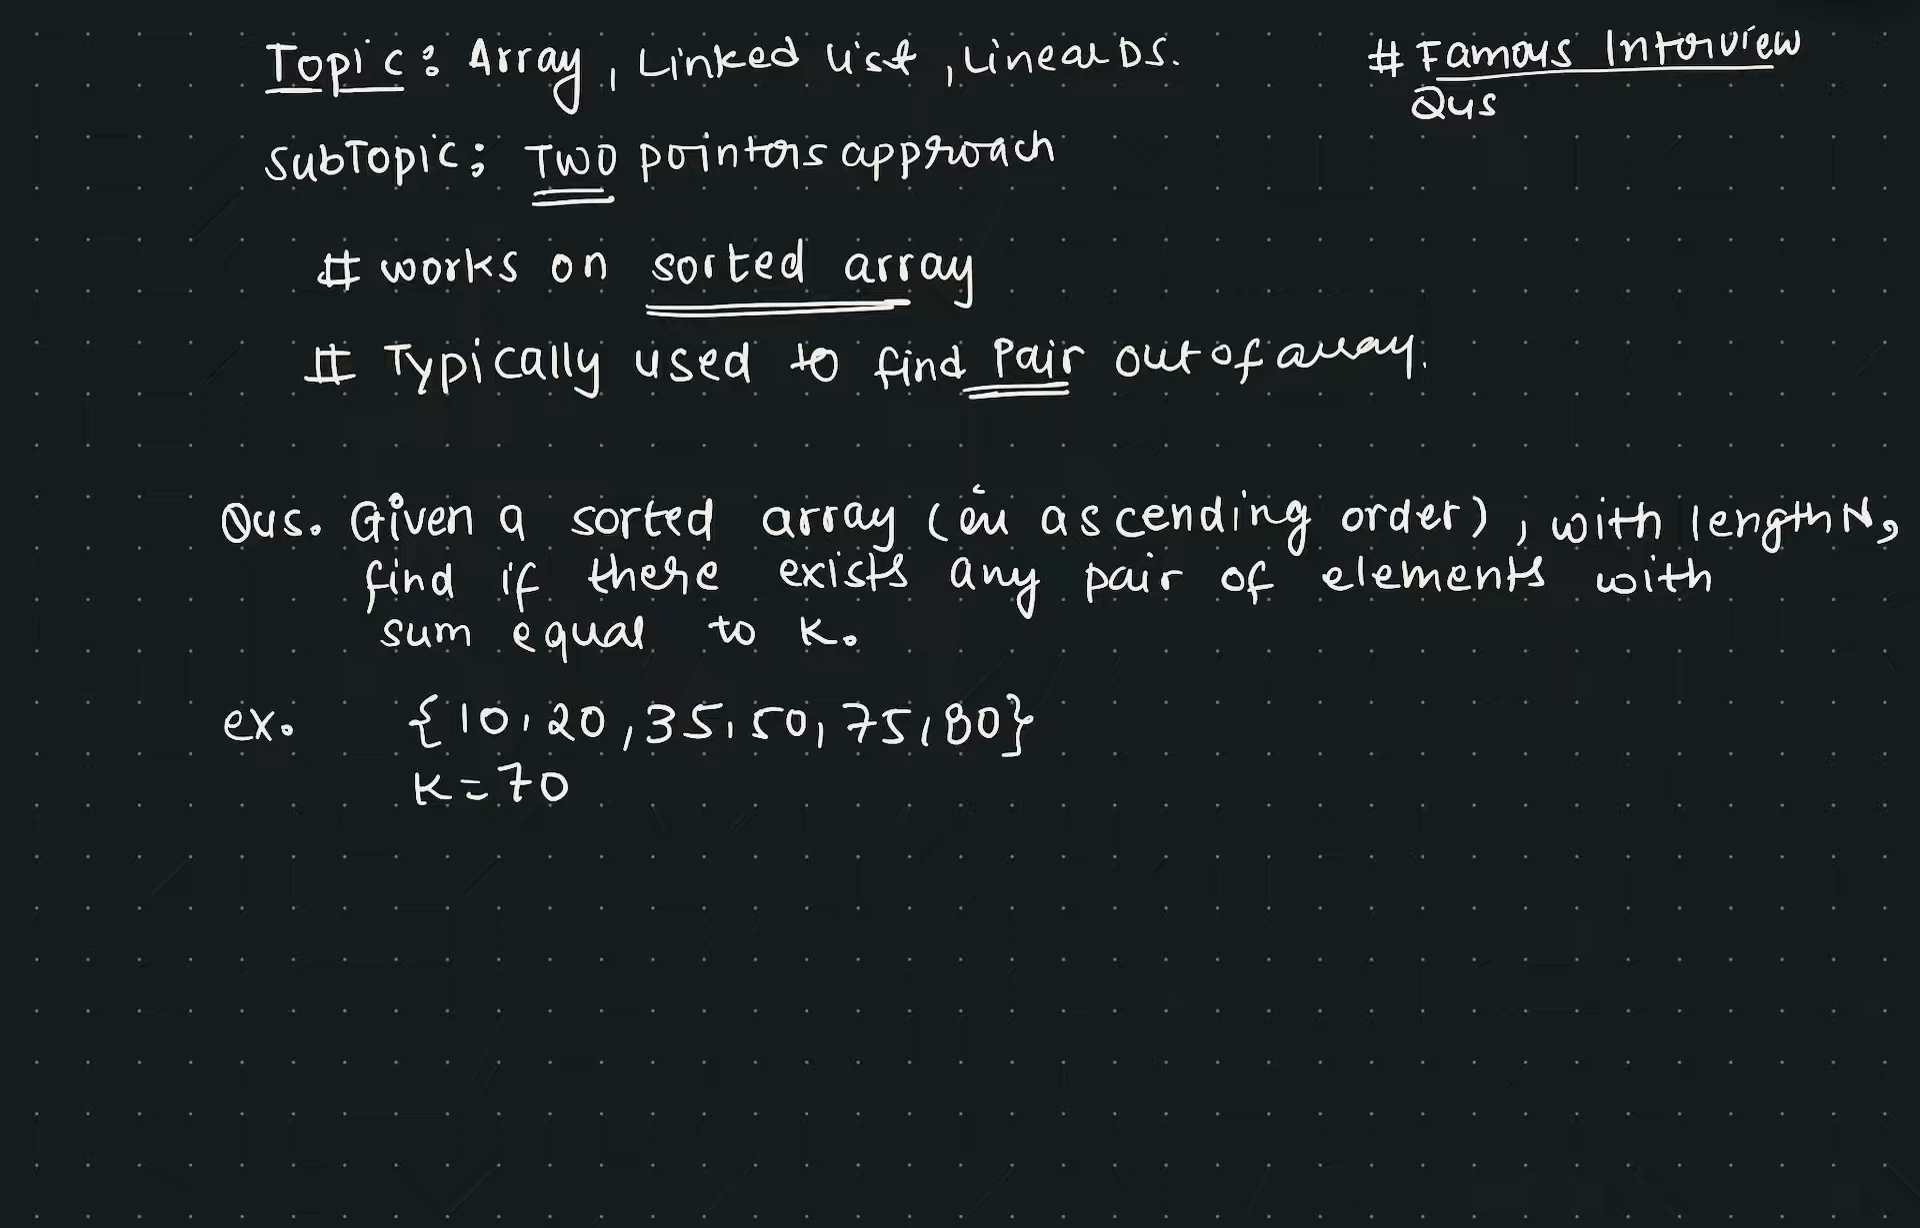 Topic: Array, Linked list, Linear DS.
# Famous Interview
Qus
SubTopic: Two pointers approach
# works on sorted array
# Typically used to find Pair out of array.
Qus. Given a sorted array (in ascending order), with length N,
find if there exists any pair of elements with
sum equal to K.
ex. {10, 20, 35, 50, 75, 80}
K = 70